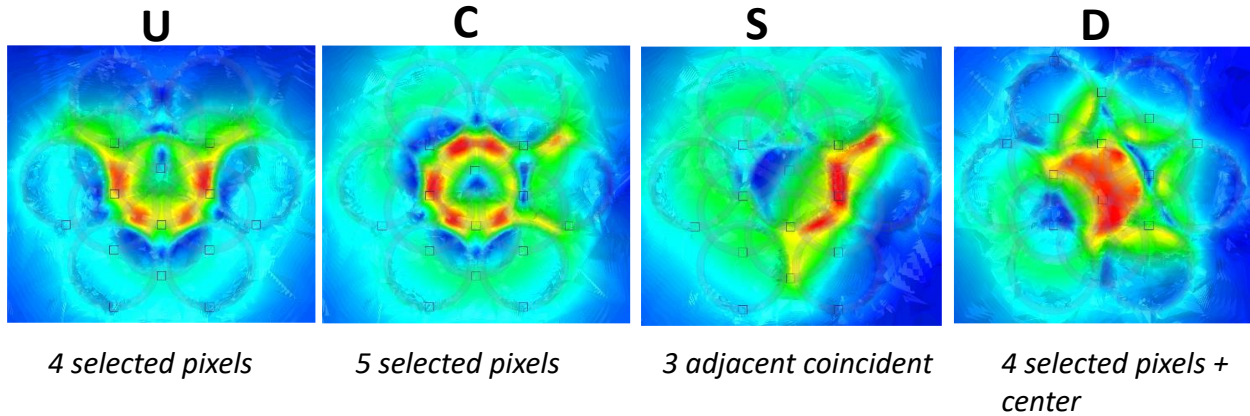 U
C
S
D
4 selected pixels
5 selected pixels
3 adjacent coincident
4 selected pixels +
center